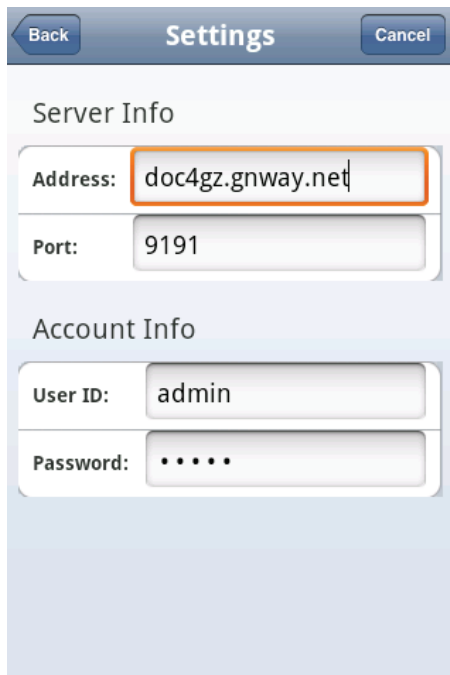 Back Settings Cancel
Server Info
Address: doc4gz.gnway.net
Port: 9191
Account Info
User ID: admin
Password: •••••